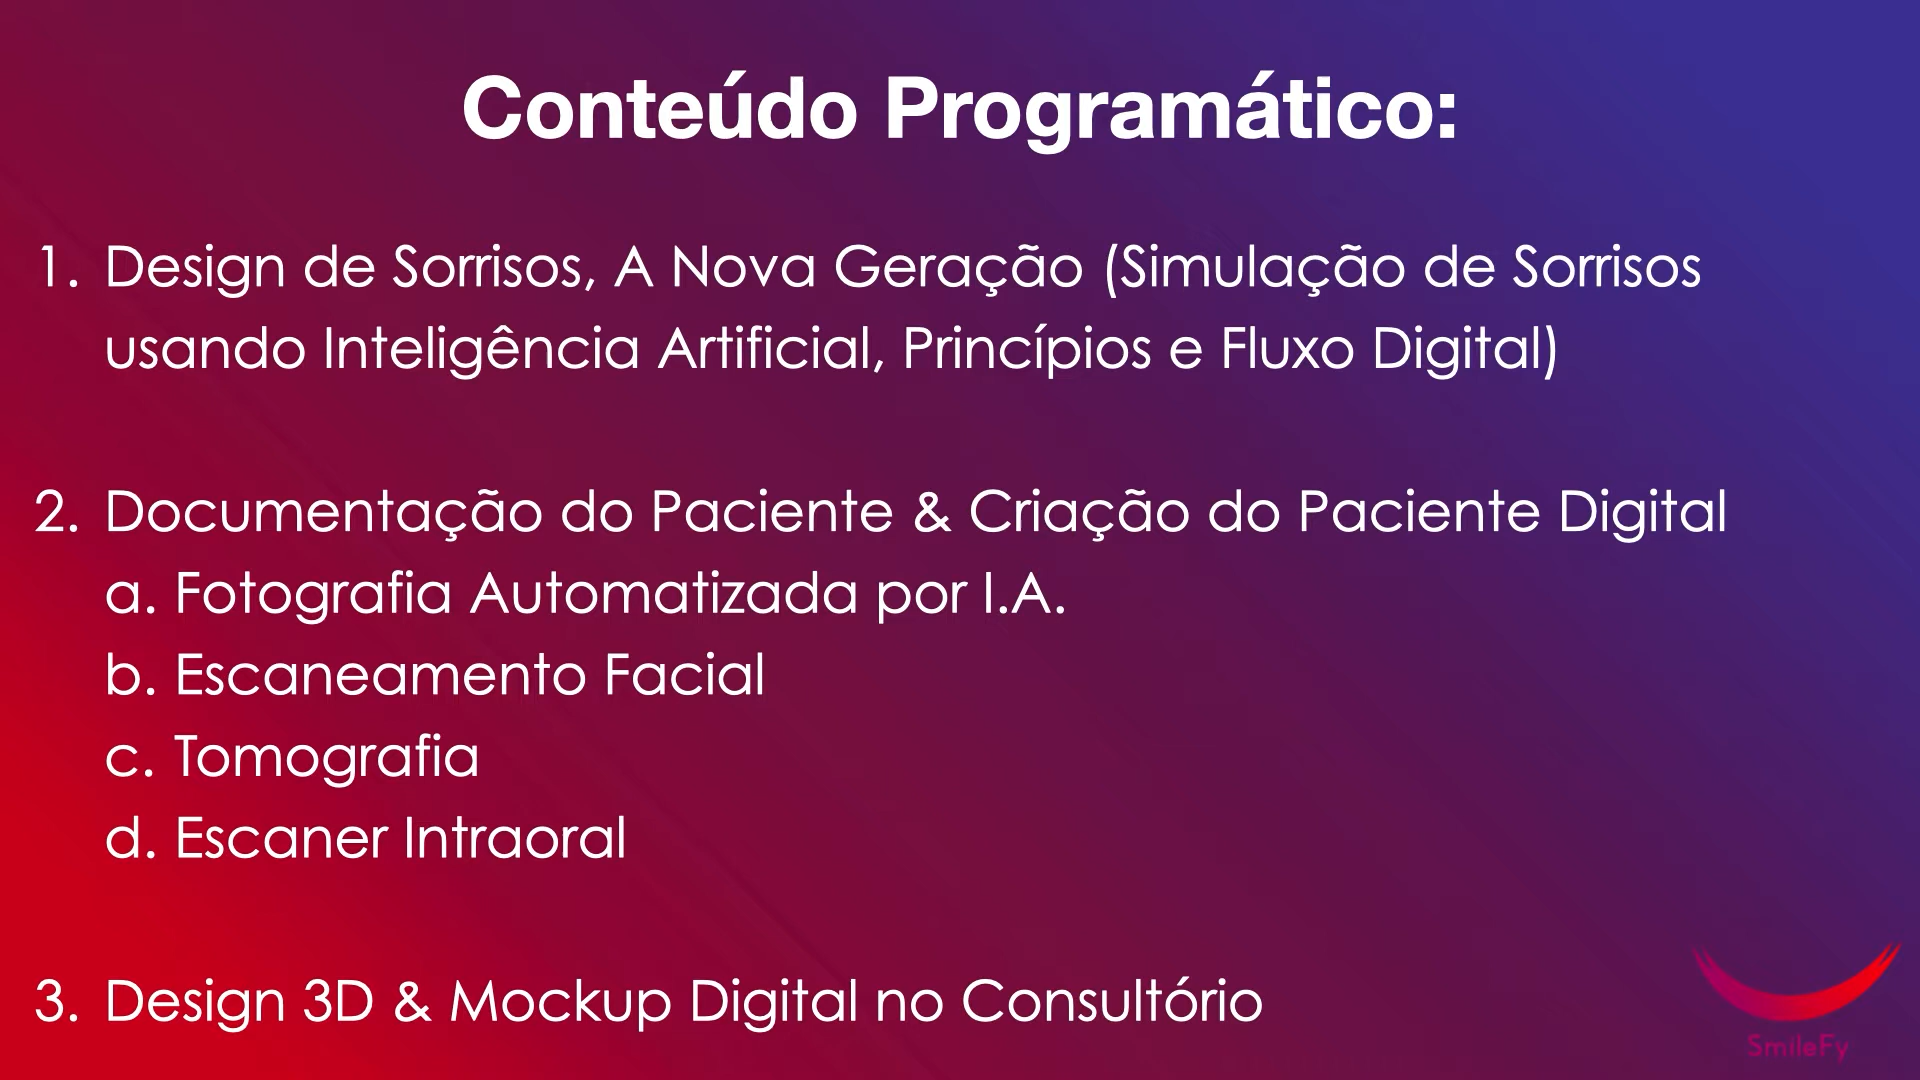 Conteúdo Programático:
1. Design de Sorrisos, A Nova Geração (Simulação de Sorrisos
usando Inteligência Artificial, Princípios e Fluxo Digital)
2. Documentação do Paciente & Criação do Paciente Digital
a. Fotografia Automatizada por I.A.
b. Escaneamento Facial
c. Tomografia
d. Escaner Intraoral
3. Design 3D & Mockup Digital no Consultório
SmileFy